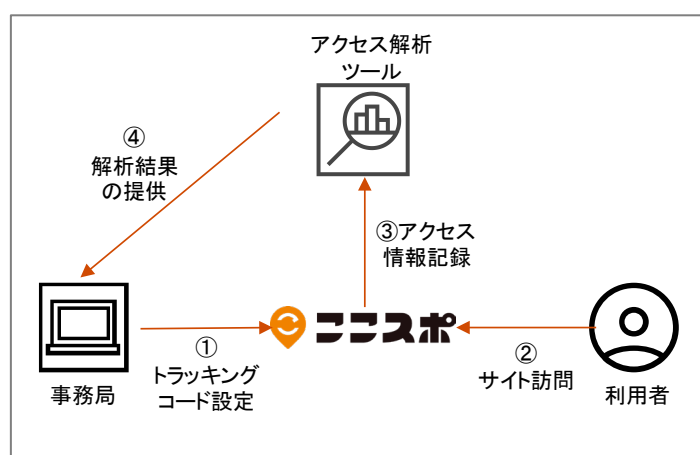 アクセス解析
ツール
④
解析結果
の提供
③アクセス
情報記録
ここスポ
①
トラッキング
コード設定
②
サイト訪問
事務局
利用者